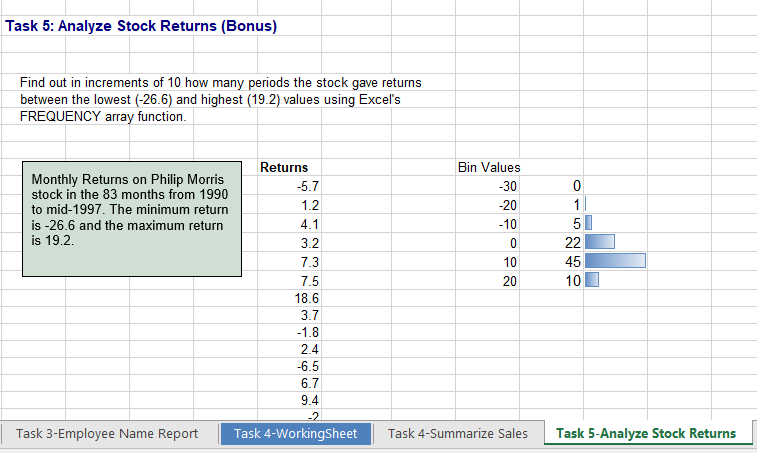 Task 5: Analyze Stock Returns (Bonus)
Find out in increments of 10 how many periods the stock gave returns
between the lowest (-26.6) and highest (19.2) values using Excel's
FREQUENCY array function.
Monthly Returns on Philip Morris
stock in the 83 months from 1990
to mid-1997. The minimum return
is -26.6 and the maximum return
is 19.2.
Returns Bin Values
-5.7 -30 0
1.2 -20 1
4.1 -10 5
3.2 0 22
7.3 10 45
7.5 20 10
18.6
3.7
-1.8
2.4
-6.5
6.7
9.4
-2
Task 3-Employee Name Report Task 4-WorkingSheet Task 4-Summarize Sales Task 5-Analyze Stock Returns